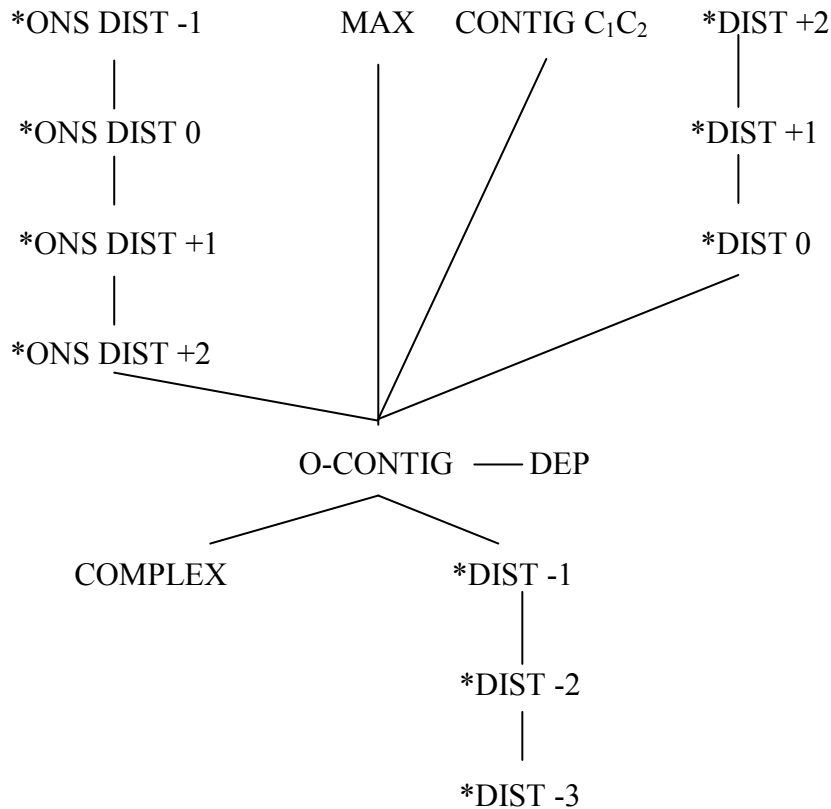 *ONS DIST -1 MAX CONTIG C₁C₂ *DIST +2
*ONS DIST 0 *DIST +1
*ONS DIST +1 *DIST 0
*ONS DIST +2
O-CONTIG DEP
COMPLEX *DIST -1
*DIST -2
*DIST -3